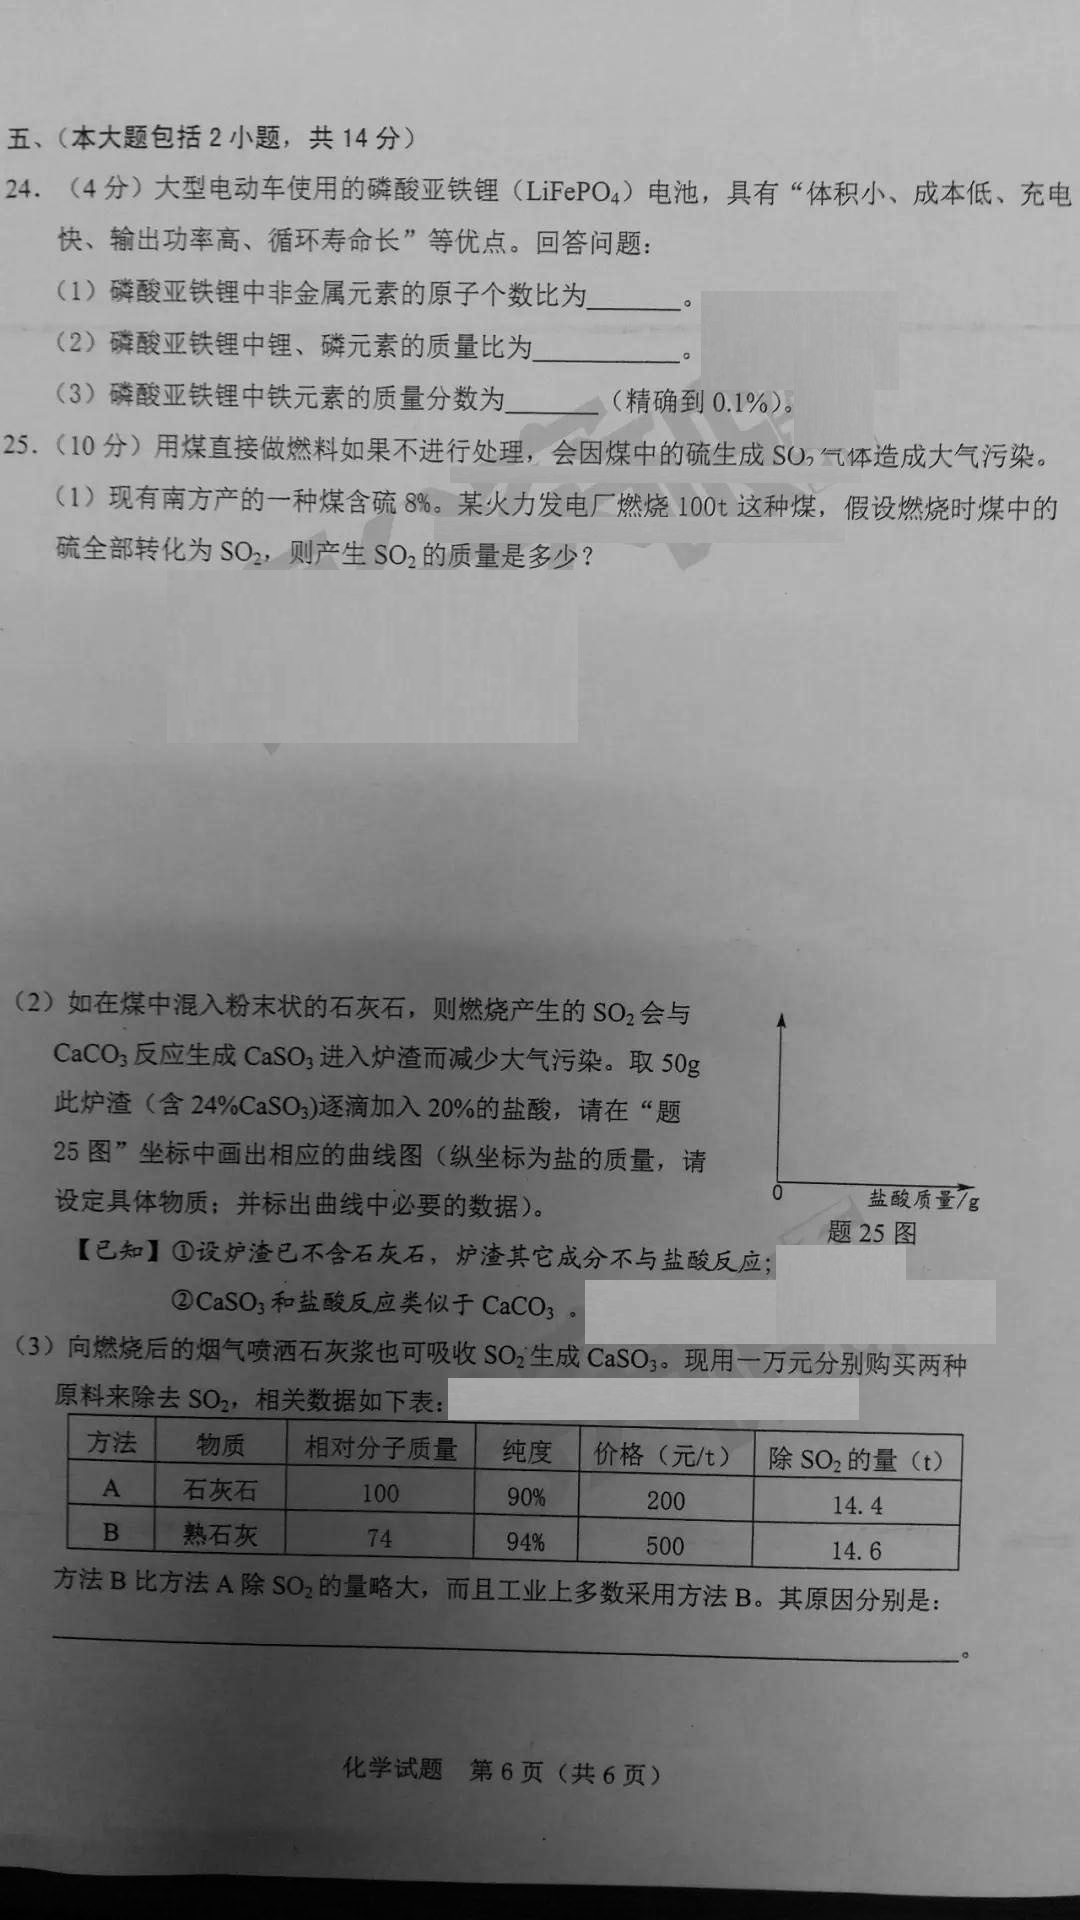 五、（本大题包括2小题，共14分）
24．（4分）大型电动车使用的磷酸亚铁锂（LiFePO₄）电池，具有“体积小、成本低、充电
快、输出功率高、循环寿命长”等优点。回答问题：
（1）磷酸亚铁锂中非金属元素的原子个数比为_______。
（2）磷酸亚铁锂中锂、磷元素的质量比为___________。
（3）磷酸亚铁锂中铁元素的质量分数为_______（精确到0.1%）。
25．（10分）用煤直接做燃料如果不进行处理，会因煤中的硫生成SO₂气体造成大气污染。
（1）现有南方产的一种煤含硫8%。某火力发电厂燃烧100t这种煤，假设燃烧时煤中的
硫全部转化为SO₂，则产生SO₂的质量是多少？
（2）如在煤中混入粉末状的石灰石，则燃烧产生的SO₂会与
CaCO₃反应生成CaSO₃进入炉渣而减少大气污染。取50g
此炉渣（含24%CaSO₃)逐滴加入20%的盐酸，请在“题
25图”坐标中画出相应的曲线图（纵坐标为盐的质量，请
设定具体物质；并标出曲线中必要的数据）。
0
盐酸质量/g
题25图
【已知】①设炉渣已不含石灰石，炉渣其它成分不与盐酸反应；
②CaSO₃和盐酸反应类似于CaCO₃。
（3）向燃烧后的烟气喷洒石灰浆也可吸收SO₂生成CaSO₃。现用一万元分别购买两种
原料来除去SO₂，相关数据如下表：
方法 物质 相对分子质量 纯度 价格（元/t） 除SO₂的量（t）
A 石灰石 100 90% 200 14.4
B 熟石灰 74 94% 500 14.6
方法B比方法A除SO₂的量略大，而且工业上多数采用方法B。其原因分别是：
______________________________。
化学试题 第6页（共6页）